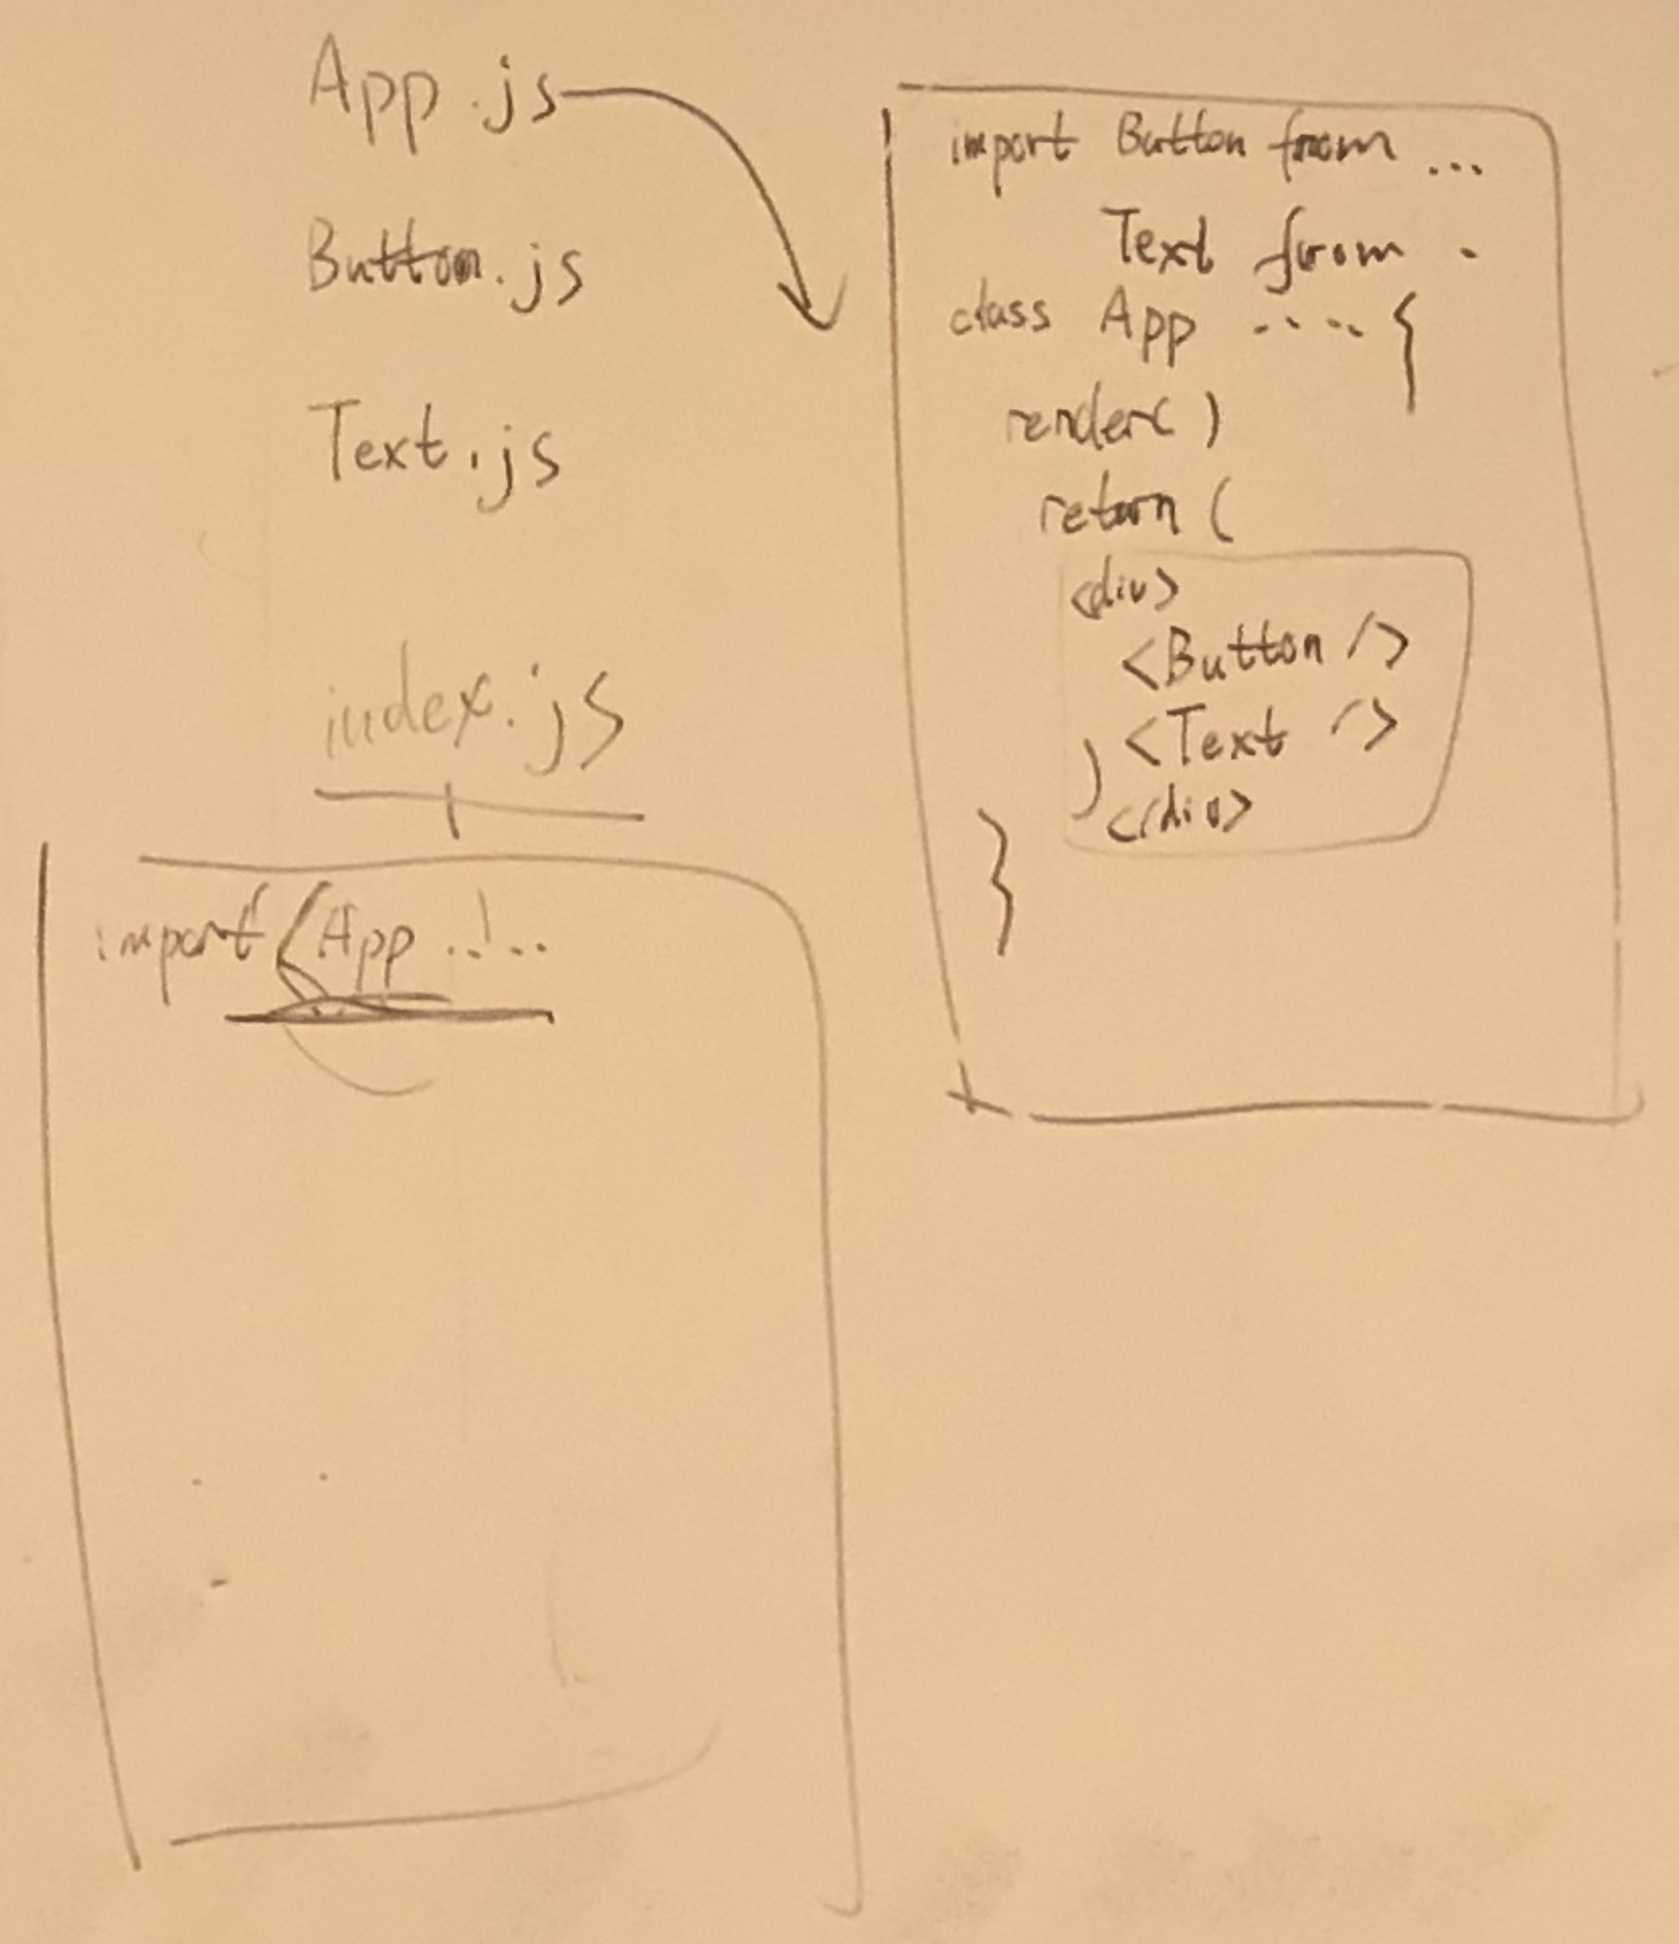 App.js
Button.js
Text.js
index.js
import App .....
import Button from ...
Text from .
class App ..... {
render( )
return (
<div>
<Button />
<Text />
)
</div>
}